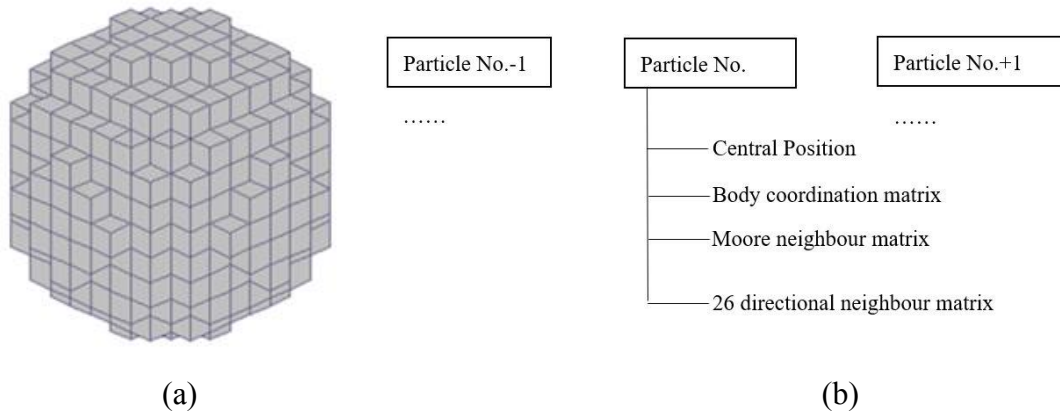 Particle No.-1
Particle No.
Particle No.+1
……
……
Central Position
Body coordination matrix
Moore neighbour matrix
26 directional neighbour matrix
(a)
(b)